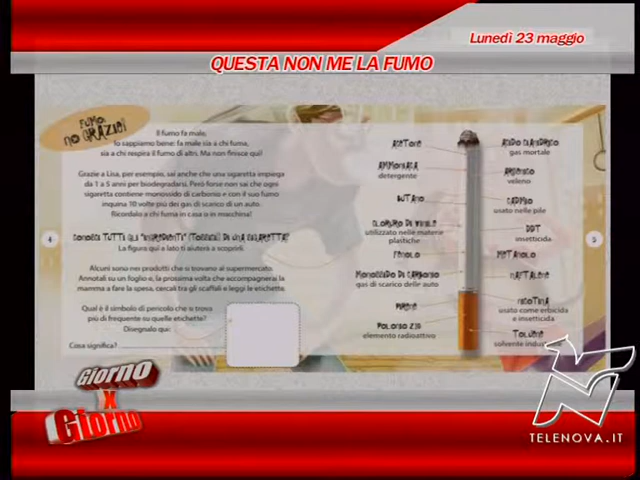 Lunedì 23 maggio
QUESTA NON ME LA FUMO
FUMO:
NO GRAZIE!
Il fumo fa male,
lo sappiamo bene: fa male sia a chi fuma,
sia a chi respira il fumo di altri. Ma non finisce qui!
Grazie a Lisa, per esempio, sai anche che una sigaretta impiega
da 1 a 5 anni per biodegradarsi. Però forse non sai che ogni
sigaretta contiene monossido di carbonio e con il suo fumo
inquina 10 volte più dei gas di scarico di un auto.
Ricordalo a chi fuma in casa o in macchina!
CONOSCI TUTTI GLI "INGREDIENTI" (TOSSICI) DI UNA SIGARETTA?
La figura qui a lato ti aiuterà a scoprirli.
Alcuni sono nei prodotti che si trovano al supermercato.
Annotali su un foglio e, la prossima volta che accompagnerai la
mamma a fare la spesa, cercali tra gli scaffali e leggi le etichette.
Qual è il simbolo di pericolo che si trova
più di frequente su quelle etichette?
Disegnalo qui:
Cosa significa?
4
ACETONE
AMMONIACA
detergente
BUTANO
CLORURO DI VINILE
utilizzato nelle materie
plastiche
FENOLO
MONOSSIDO DI CARBONIO
gas di scarico delle auto
PIRENE
POLONIO 210
elemento radioattivo
ACIDO CIANIDRICO
gas mortale
ARSENICO
veleno
CADMIO
usato nelle pile
DDT
insetticida
METANOLO
NAFTALENE
NICOTINA
usata come erbicida
e insetticida
TOLUENE
solvente
5
Giorno
x
Giorno
TELENOVA.IT